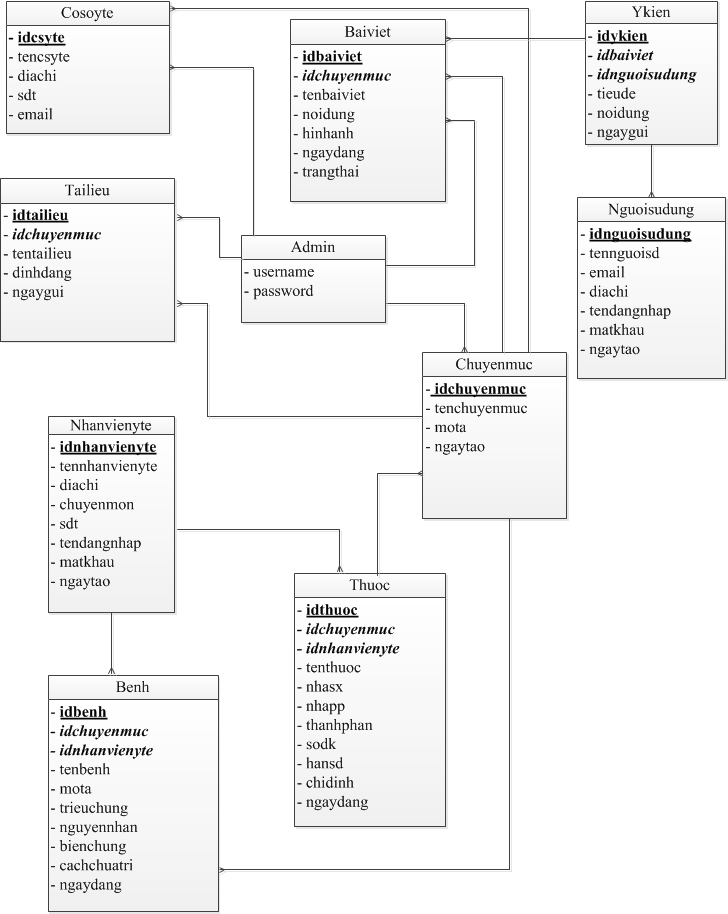 Cosoyte
- idcsyte
- tencsyte
- diachi
- sdt
- email
Baiviet
- idbaiviet
- idchuyenmuc
- tenbaiviet
- noidung
- hinhanh
- ngaydang
- trangthai
Ykien
- idykien
- idbaiviet
- idnguoisudung
- tieude
- noidung
- ngaygui
Tailieu
- idtailieu
- idchuyenmuc
- tentailieu
- dinhdang
- ngaygui
Admin
- username
- password
Nguoisudung
- idnguoisudung
- tennguoisd
- email
- diachi
- tendangnhap
- matkhau
- ngaytao
Chuyenmuc
- idchuyenmuc
- tenchuyenmuc
- mota
- ngaytao
Nhanvienyte
- idnhanvienyte
- tennhanvienyte
- diachi
- chuyenmon
- sdt
- tendangnhap
- matkhau
- ngaytao
Thuoc
- idthuoc
- idchuyenmuc
- idnhanvienyte
- tenthuoc
- nhasx
- nhapp
- thanhphan
- sodk
- hansd
- chidinh
- ngaydang
Benh
- idbenh
- idchuyenmuc
- idnhanvienyte
- tenbenh
- mota
- trieuchung
- nguyennhan
- bienchung
- cachchuatri
- ngaydang